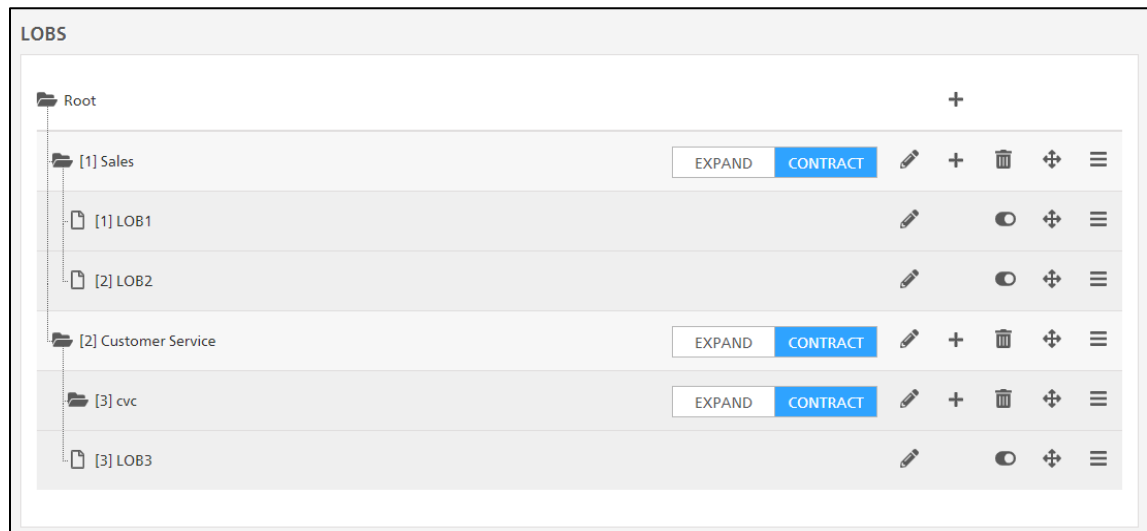 LOBS
Root
[1] Sales EXPAND CONTRACT
[1] LOB1
[2] LOB2
[2] Customer Service EXPAND CONTRACT
[3] cvc EXPAND CONTRACT
[3] LOB3